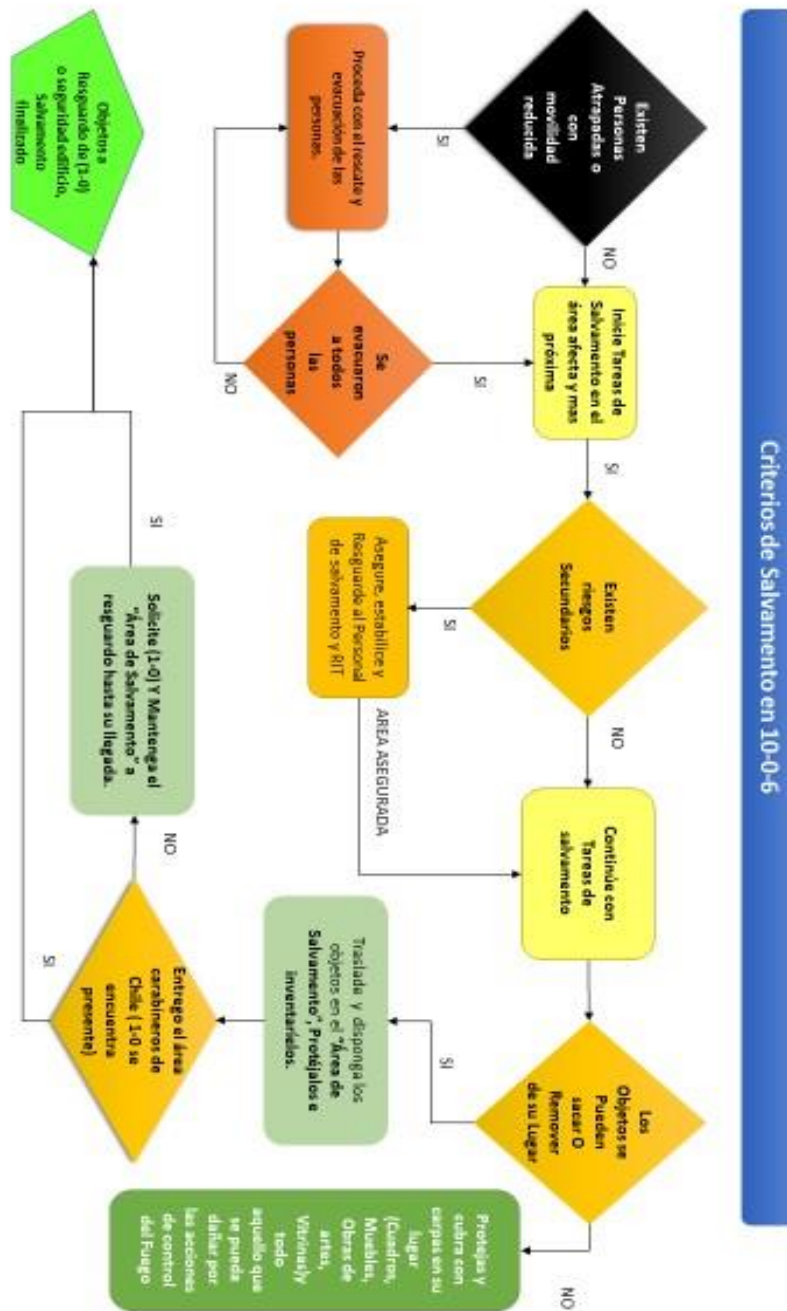 Criterios de Salvamento en 10-0-6
Existen
Personas
Atrapadas o
con
movilidad
reducida
SI
NO
Proceda con el rescate y
evacuación de las
personas.
Se
evacuaron
a todos
las
personas
NO
SI
Inicie Tareas de
Salvamento en el
área afecta y mas
próxima
SI
Existen
riesgos
Secundarios
SI
NO
Asegure, estabilice y
Resguarde al Personal
de salvamento y RIT
AREA ASEGURADA
Continúe con
Tareas de
salvamento
Los
Objetos se
Pueden
sacar O
Remover
de su Lugar
SI
NO
Protejas y
cubra con
carpas en su
lugar
(Cuadros,
Muebles,
Obras de
artes,
Vitrinas)y
todo
aquello que
se pueda
dañar por
las acciones
de control
del Fuego
Traslade y disponga los
objetos en el "Área de
Salvamento", Protéjalos e
inventaríelos.
Entrego el área
carabineros de
Chile ( 1-0 se
encuentra
presente)
NO
SI
Solicite (1-0) Y Mantenga el
"Área de Salvamento" a
resguardo hasta su llegada.
SI
Objetos a
Resguardo de (1-0)
o seguridad edificio,
Salvamento
finalizado